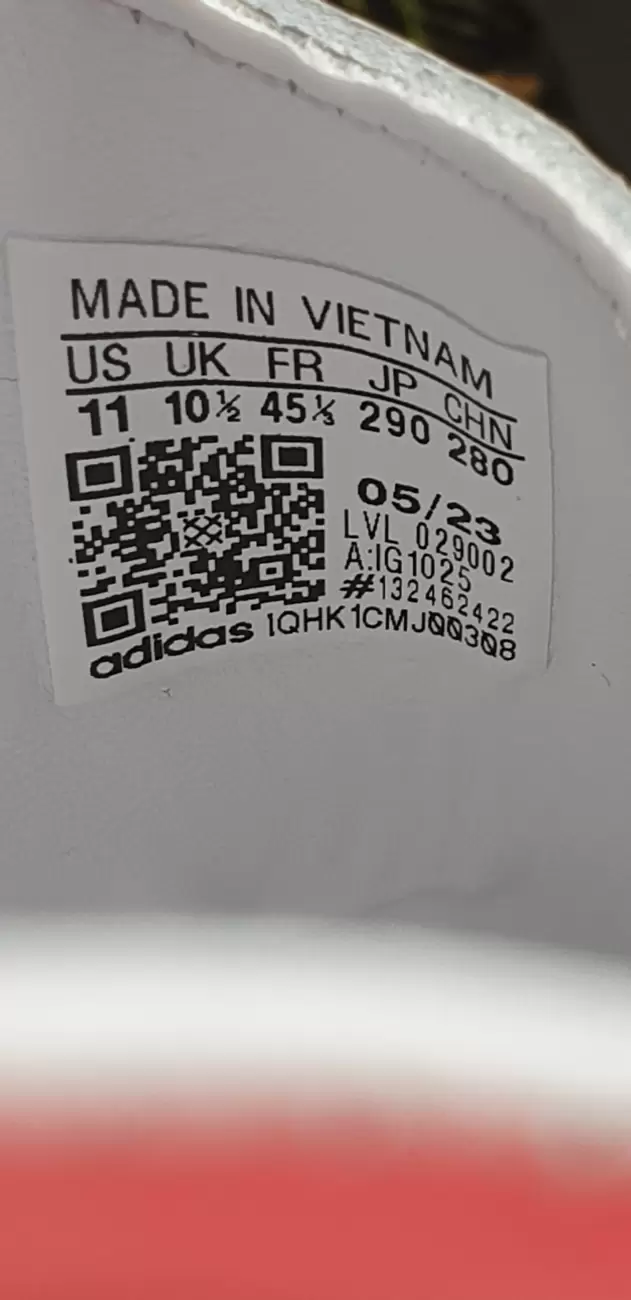 MADE IN VIETNAM
US UK FR JP CHN
11 10½ 45⅓ 290 280
05/23
LVL 029002
A:IG1025
#132462422
adidas 1QHK1CMJ00308